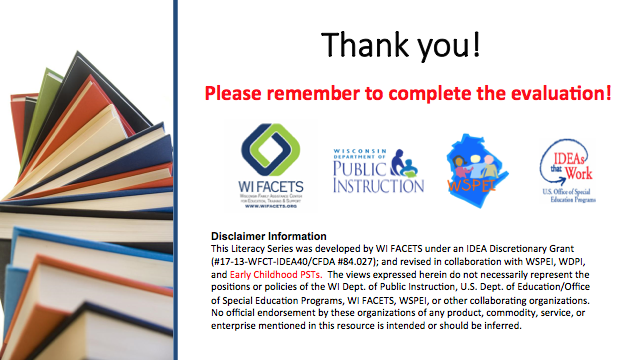 Thank you!
Please remember to complete the evaluation!
WI FACETS
WISCONSIN FAMILY ASSISTANCE CENTER
FOR EDUCATION, TRAINING & SUPPORT
WWW.WIFACETS.ORG
WISCONSIN
DEPARTMENT OF
PUBLIC
INSTRUCTION
WSPEI
IDEAs
that
Work
U.S. Office of Special
Education Programs
Disclaimer Information
This Literacy Series was developed by WI FACETS under an IDEA Discretionary Grant
(#17-13-WFCT-IDEA40/CFDA #84.027); and revised in collaboration with WSPEI, WDPI,
and Early Childhood PSTs. The views expressed herein do not necessarily represent the
positions or policies of the WI Dept. of Public Instruction, U.S. Dept. of Education/Office
of Special Education Programs, WI FACETS, WSPEI, or other collaborating organizations.
No official endorsement by these organizations of any product, commodity, service, or
enterprise mentioned in this resource is intended or should be inferred.